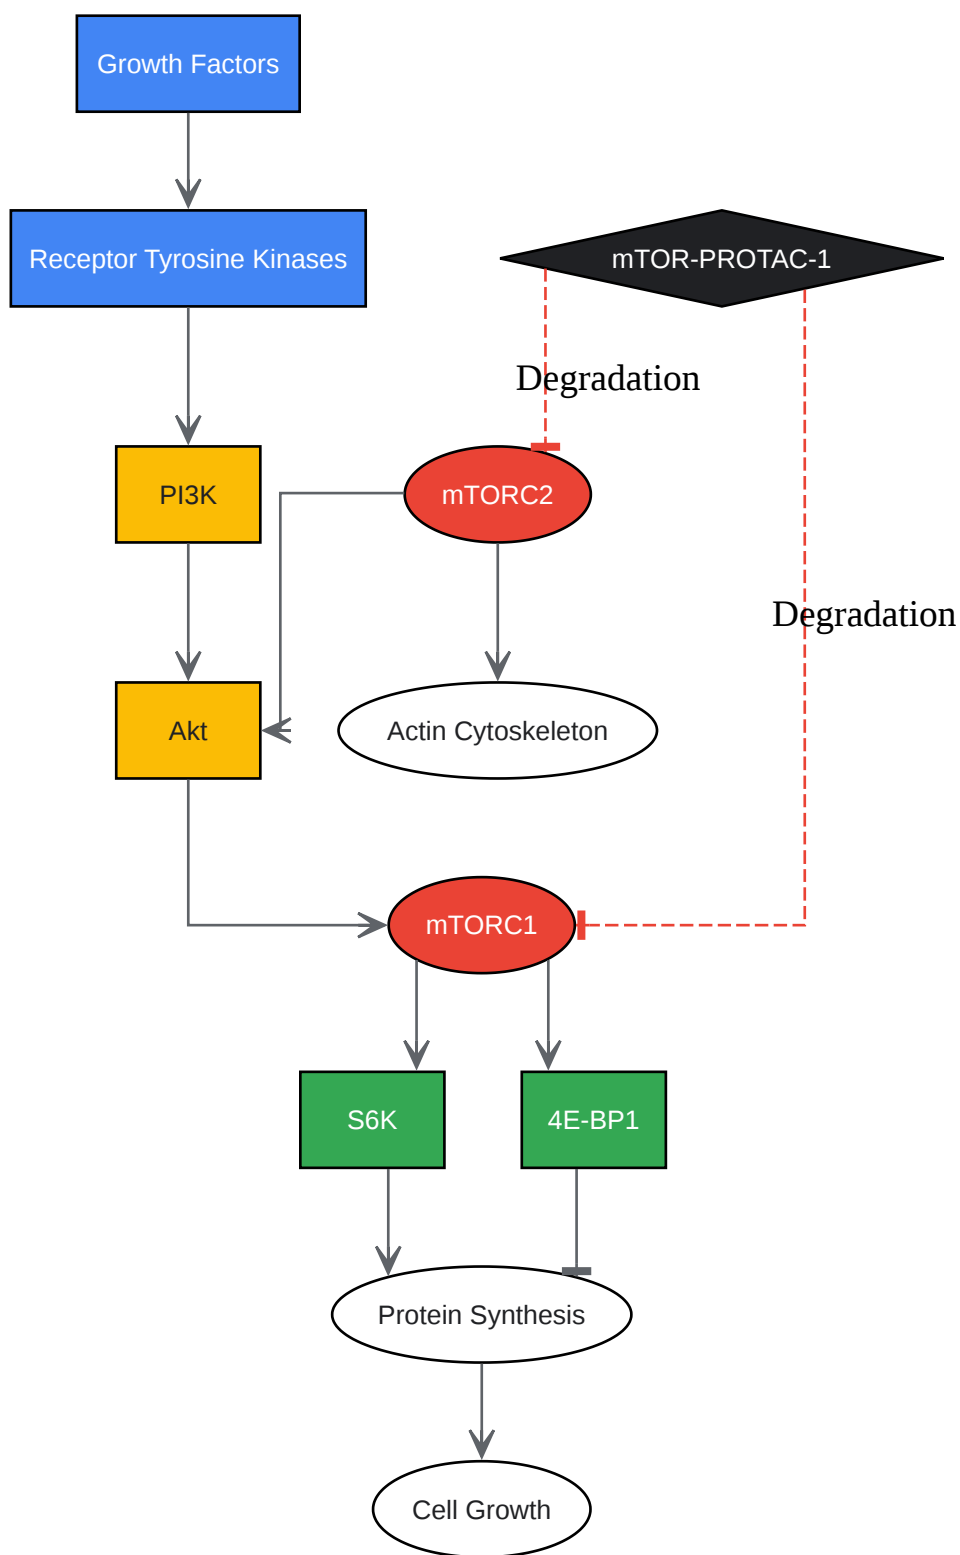 Growth Factors
Receptor Tyrosine Kinases
mTOR-PROTAC-1
Degradation
PI3K
mTORC2
Degradation
Akt
Actin Cytoskeleton
mTORC1
S6K
4E-BP1
Protein Synthesis
Cell Growth